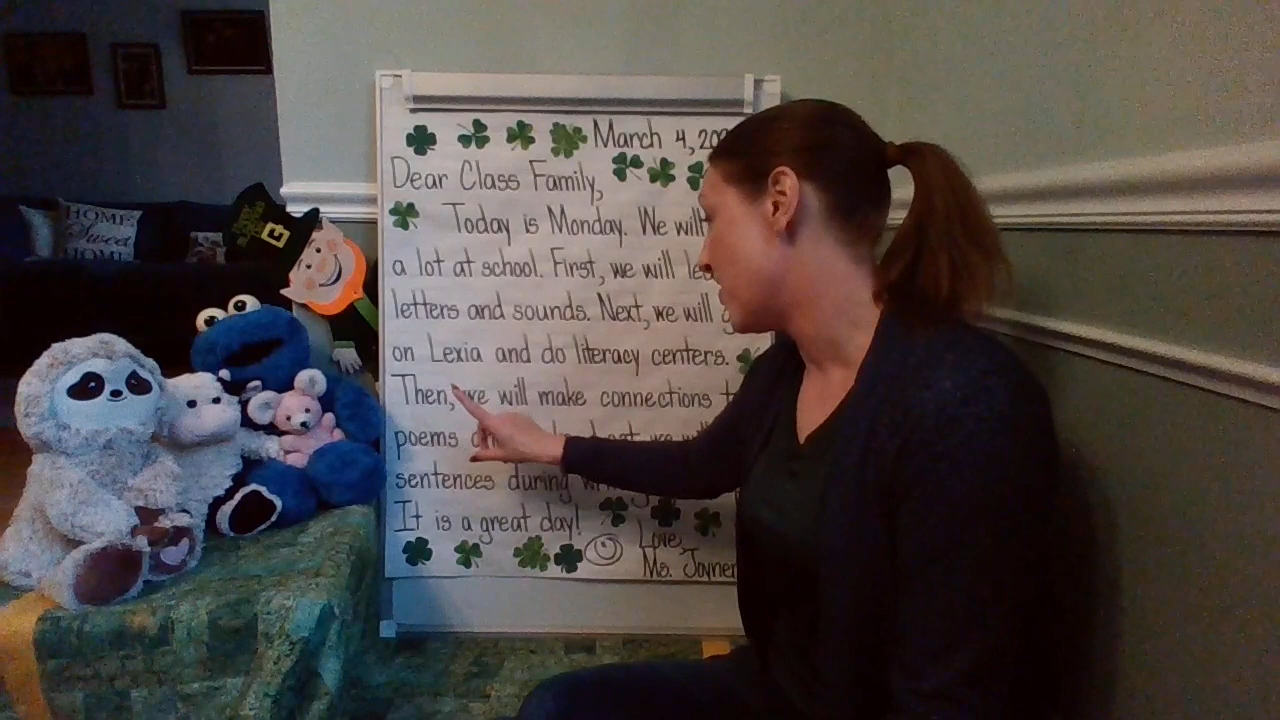 March 4, 20
Dear Class Family,
Today is Monday. We will
a lot at school. First, we will
letters and sounds. Next, we will
on Lexia and do literacy centers.
Then, we will make connections
poems
sentences during
It is a great day!
Love,
Ms. Joyner
HOME
Sweet
HOME